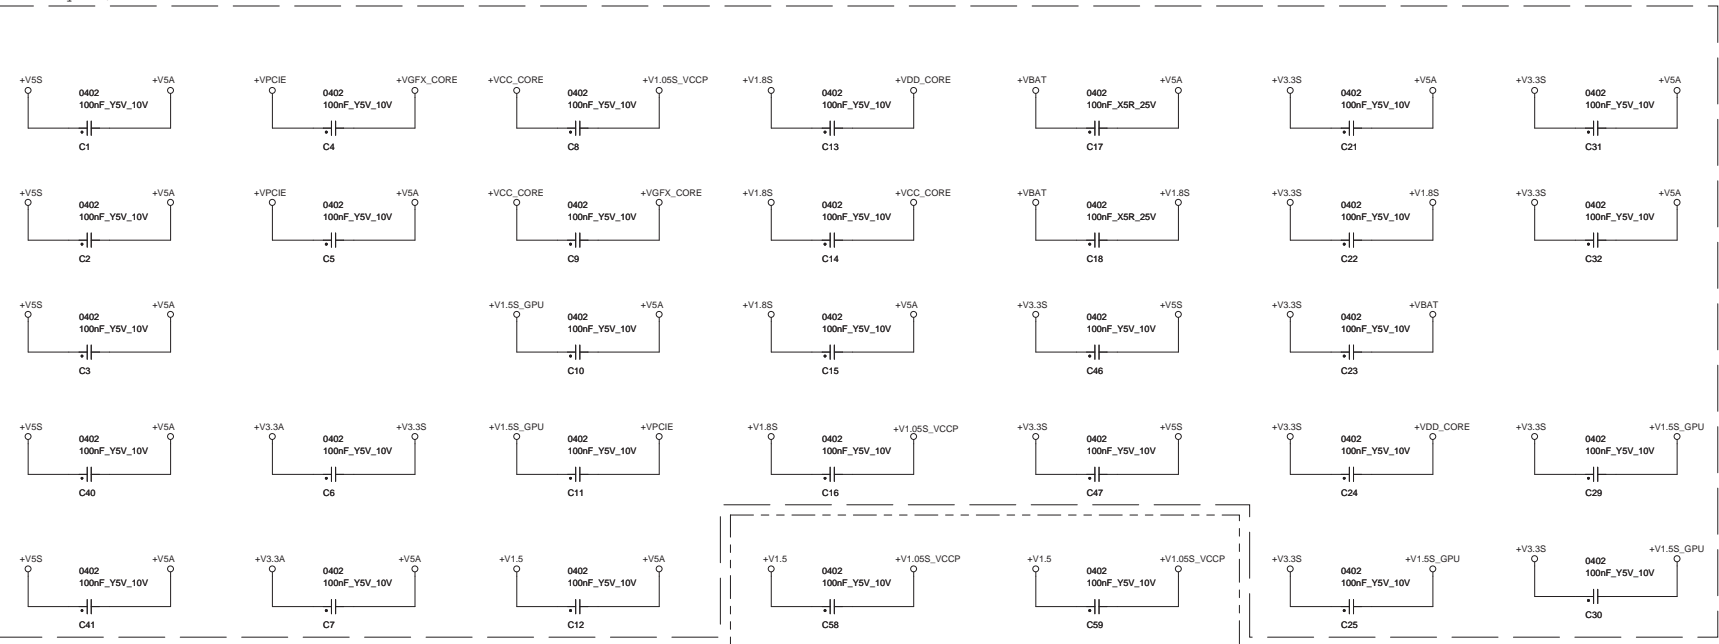 +V5S +V5A +VPCIE +VGFX_CORE +VCC_CORE +V1.05S_VCCP +V1.8S +VDD_CORE +VBAT +V5A +V3.3S +V5A +V3.3S +V5A
0402 0402 0402 0402 0402 0402 0402
100nF_Y5V_10V 100nF_Y5V_10V 100nF_Y5V_10V 100nF_Y5V_10V 100nF_X5R_25V 100nF_Y5V_10V 100nF_Y5V_10V
C1 C4 C8 C13 C17 C21 C31
+V5S +V5A +VPCIE +V5A +VCC_CORE +VGFX_CORE +V1.8S +VCC_CORE +VBAT +V1.8S +V3.3S +V1.8S +V3.3S +V5A
0402 0402 0402 0402 0402 0402 0402
100nF_Y5V_10V 100nF_Y5V_10V 100nF_Y5V_10V 100nF_Y5V_10V 100nF_X5R_25V 100nF_Y5V_10V 100nF_Y5V_10V
C2 C5 C9 C14 C18 C22 C32
+V5S +V5A +V1.5S_GPU +V5A +V1.8S +V5A +V3.3S +V5S +V3.3S +VBAT
0402 0402 0402 0402 0402
100nF_Y5V_10V 100nF_Y5V_10V 100nF_Y5V_10V 100nF_Y5V_10V 100nF_Y5V_10V
C3 C10 C15 C46 C23
+V5S +V5A +V3.3A +V3.3S +V1.5S_GPU +VPCIE +V1.8S +V1.05S_VCCP +V3.3S +V5S +V3.3S +VDD_CORE +V3.3S +V1.5S_GPU
0402 0402 0402 0402 0402 0402 0402
100nF_Y5V_10V 100nF_Y5V_10V 100nF_Y5V_10V 100nF_Y5V_10V 100nF_Y5V_10V 100nF_Y5V_10V 100nF_Y5V_10V
C40 C6 C11 C16 C47 C24 C29
+V5S +V5A +V3.3A +V5A +V1.5 +V5A +V1.5 +V1.05S_VCCP +V1.5 +V1.05S_VCCP +V3.3S +V1.5S_GPU +V3.3S +V1.5S_GPU
0402 0402 0402 0402 0402 0402 0402
100nF_Y5V_10V 100nF_Y5V_10V 100nF_Y5V_10V 100nF_Y5V_10V 100nF_Y5V_10V 100nF_Y5V_10V 100nF_Y5V_10V
C41 C7 C12 C58 C59 C25 C30